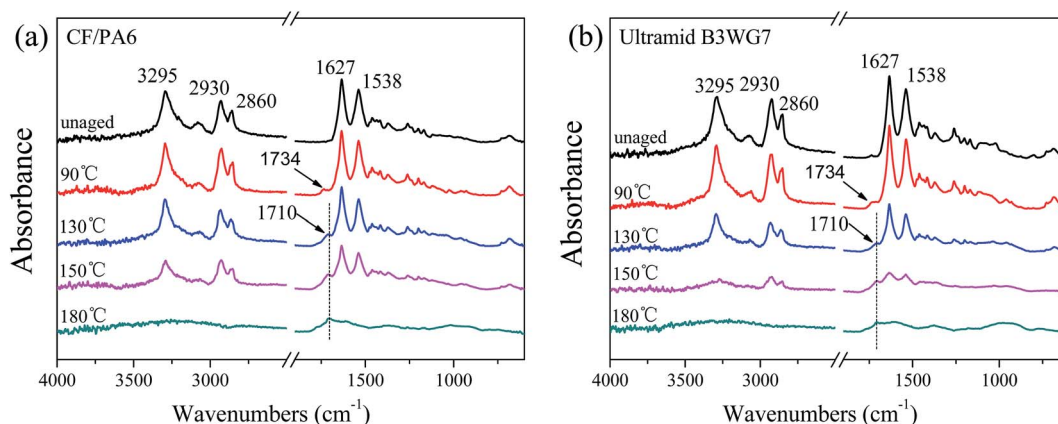 (a) CF/PA6
3295
2930
2860
1627
1538
unaged
1734
90℃
1710
130℃
150℃
180℃
Absorbance
4000 3500 3000 1500 1000
Wavenumbers (cm⁻¹)
(b) Ultramid B3WG7
3295
2930
2860
1627
1538
unaged
1734
90℃
1710
130℃
150℃
180℃
Absorbance
4000 3500 3000 1500 1000
Wavenumbers (cm⁻¹)